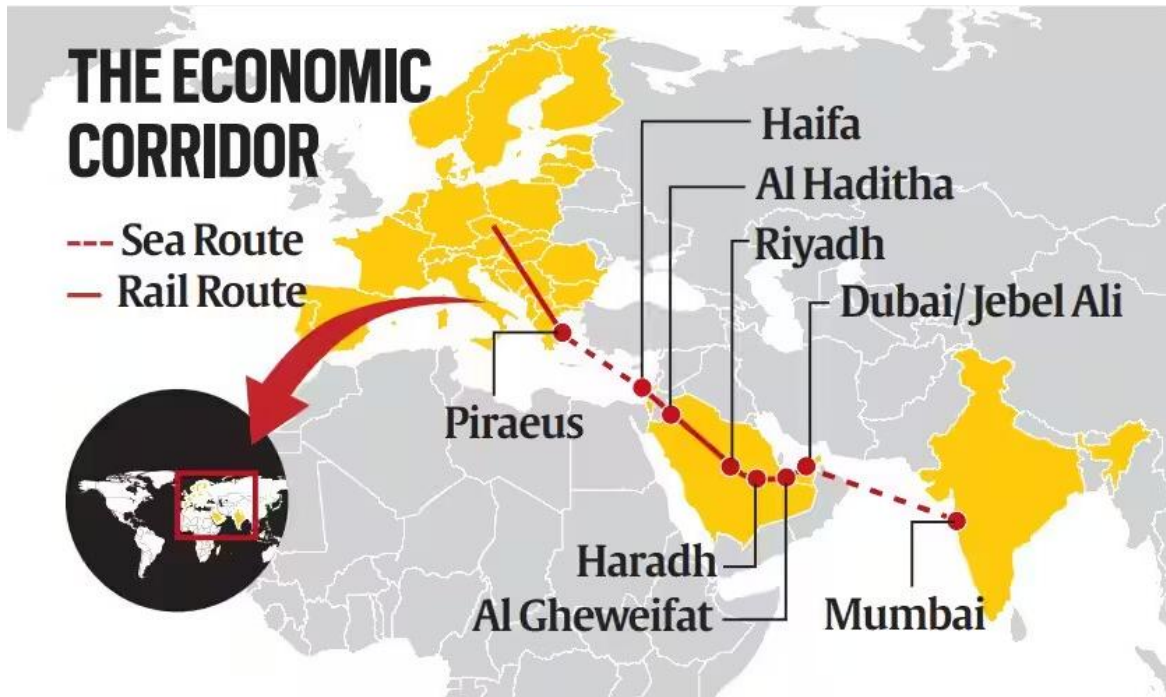 THE ECONOMIC
CORRIDOR
Sea Route
Rail Route
Haifa
Al Haditha
Riyadh
Dubai/ Jebel Ali
Piraeus
Haradh
Al Gheweifat
Mumbai